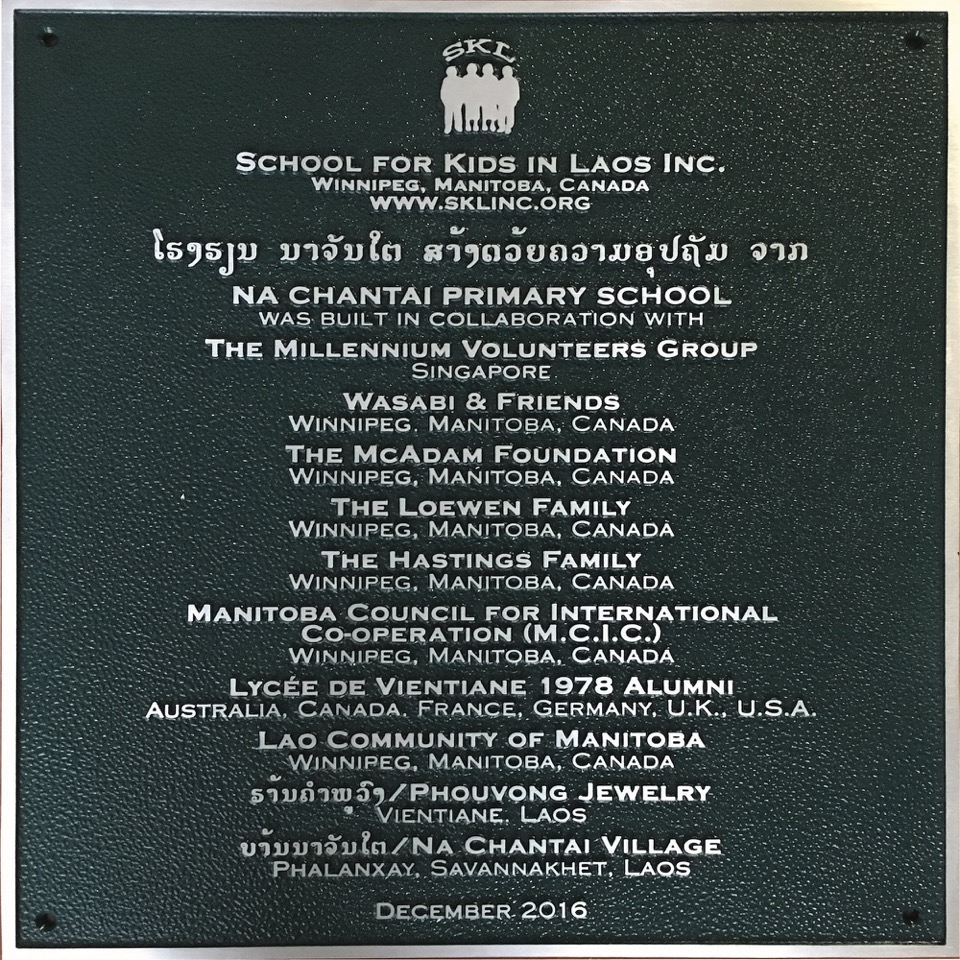 SKL
SCHOOL FOR KIDS IN LAOS INC.
WINNIPEG, MANITOBA, CANADA
WWW.SKLINC.ORG
ໂຮງຮຽນ ນາຈັນໃຕ ສ້າງດວ້ຍຄວາມອຸປຖັມ ຈາກ
NA CHANTAI PRIMARY SCHOOL
WAS BUILT IN COLLABORATION WITH
THE MILLENNIUM VOLUNTEERS GROUP
SINGAPORE
WASABI & FRIENDS
WINNIPEG, MANITOBA, CANADA
THE MCADAM FOUNDATION
WINNIPEG, MANITOBA, CANADA
THE LOEWEN FAMILY
WINNIPEG, MANITOBA, CANADA
THE HASTINGS FAMILY
WINNIPEG, MANITOBA, CANADA
MANITOBA COUNCIL FOR INTERNATIONAL
CO-OPERATION (M.C.I.C.)
WINNIPEG, MANITOBA, CANADA
LYCÉE DE VIENTIANE 1978 ALUMNI
AUSTRALIA, CANADA, FRANCE, GERMANY, U.K., U.S.A.
LAO COMMUNITY OF MANITOBA
WINNIPEG, MANITOBA, CANADA
ຮ້ານຄຳພູວົງ/PHOUVONG JEWELRY
VIENTIANE, LAOS
ບ້ານນາຈັນໃຕ/NA CHANTAI VILLAGE
PHALANXAY, SAVANNAKHET, LAOS
DECEMBER 2016